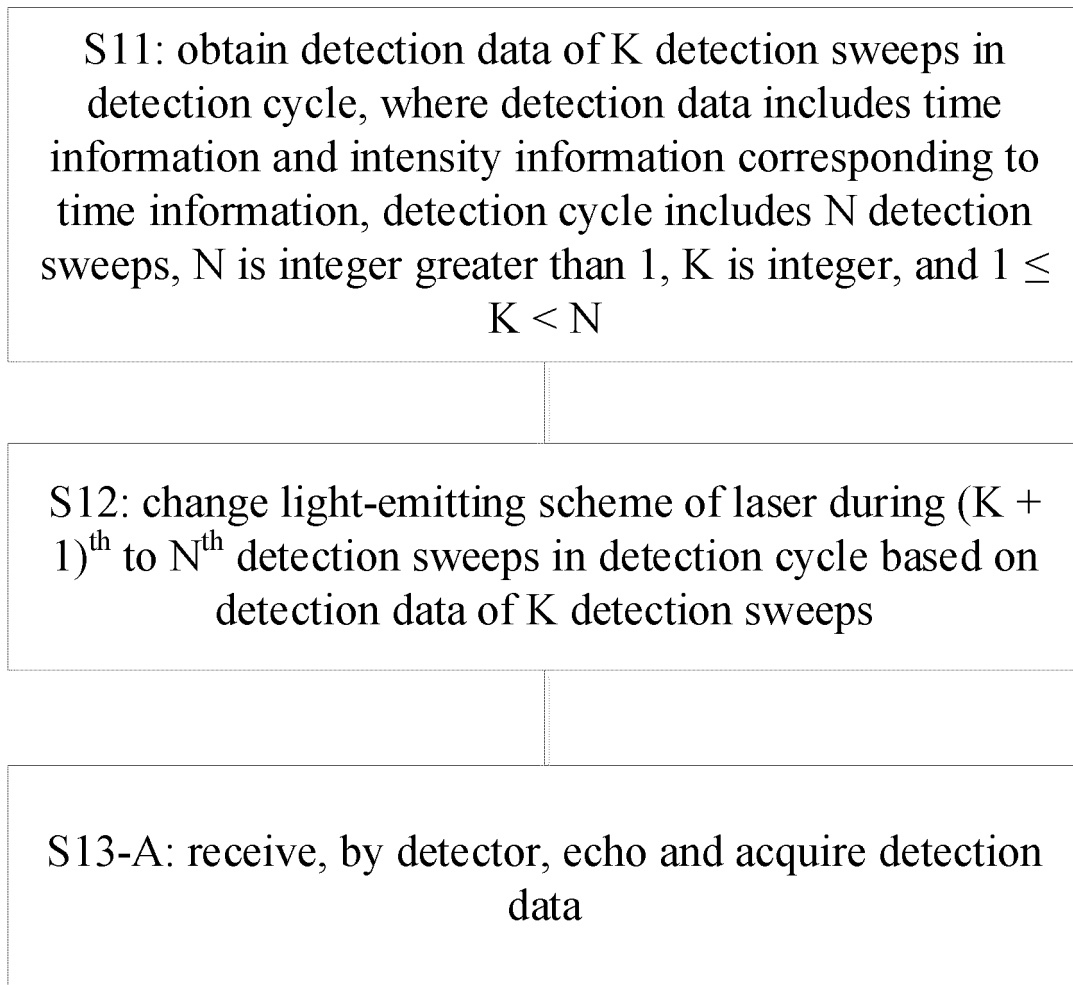 S11: obtain detection data of K detection sweeps in
detection cycle, where detection data includes time
information and intensity information corresponding to
time information, detection cycle includes N detection
sweeps, N is integer greater than 1, K is integer, and 1 ≤
K < N
S12: change light-emitting scheme of laser during (K +
1)th to Nth detection sweeps in detection cycle based on
detection data of K detection sweeps
S13-A: receive, by detector, echo and acquire detection
data